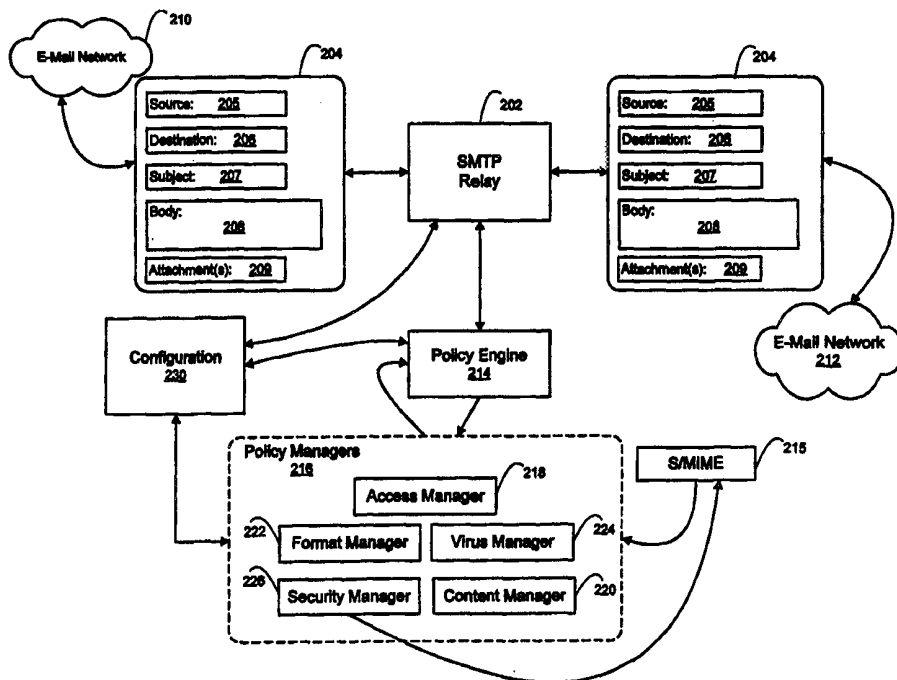 210
E-Mail Network
204
Source: 205
Destination: 206
Subject: 207
Body:
208
Attachment(s): 209
202
SMTP
Relay
204
Source: 205
Destination: 206
Subject: 207
Body:
208
Attachment(s): 209
E-Mail Network
212
Configuration
230
Policy Engine
214
Policy Managers
216
218
Access Manager
222
Format Manager
Virus Manager
224
226
Security Manager
Content Manager
220
S/MIME
215